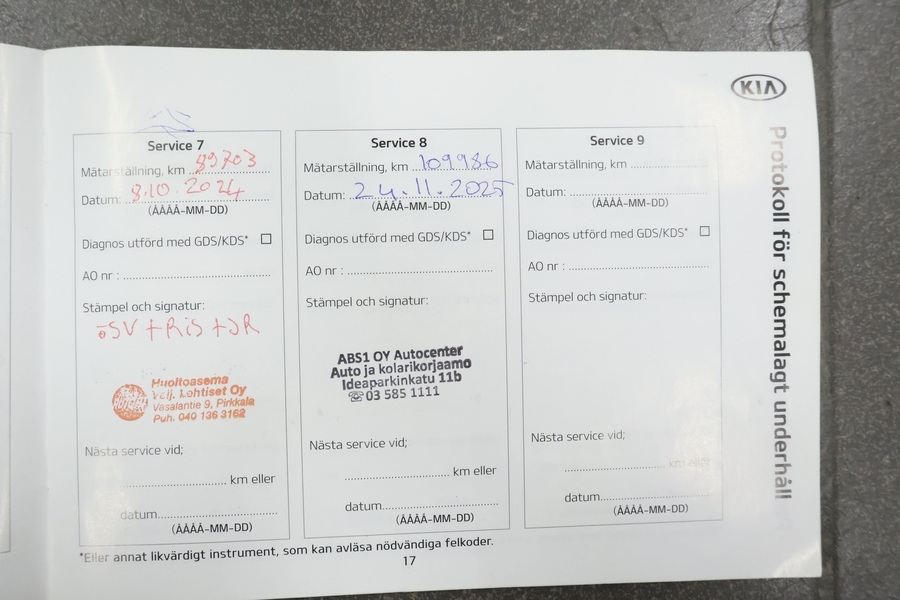 KIA
Protokoll för schemalagt underhåll
Service 7
Mätarställning, km 89703
Datum: 8.10.2024
(ÅÅÅÅ-MM-DD)
Diagnos utförd med GDS/KDS*
AO nr :
Stämpel och signatur:
ÖSV + RiS + JR
Huoltoasema
Velj. Lehtiset Oy
Vasalantie 9, Pirkkala
Puh. 040 136 3162
Nästa service vid;
km eller
datum
(ÅÅÅÅ-MM-DD)
Service 8
Mätarställning, km 109986
Datum: 24.11.2025
(ÅÅÅÅ-MM-DD)
Diagnos utförd med GDS/KDS*
AO nr :
Stämpel och signatur:
ABS1 OY Autocenter
Auto ja kolarikorjaamo
Ideaparkinkatu 11b
☏ 03 585 1111
Nästa service vid;
km eller
datum
(ÅÅÅÅ-MM-DD)
Service 9
Mätarställning, km
Datum:
(ÅÅÅÅ-MM-DD)
Diagnos utförd med GDS/KDS*
AO nr :
Stämpel och signatur:
Nästa service vid;
km eller
datum
(ÅÅÅÅ-MM-DD)
*Eller annat likvärdigt instrument, som kan avläsa nödvändiga felkoder.
17